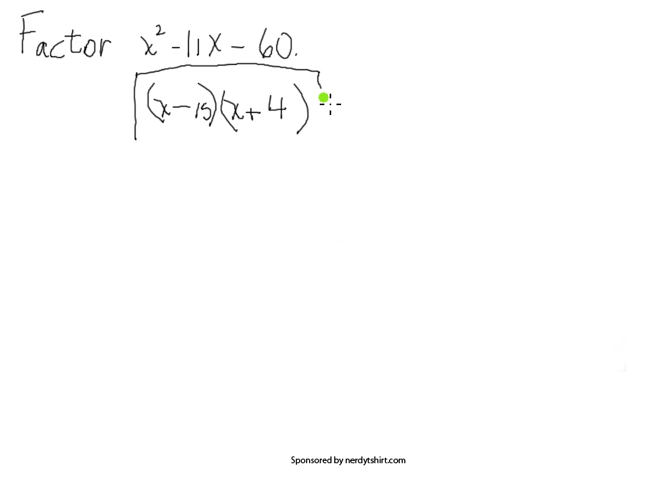 Factor x² - 11x - 60.
(x - 15)(x + 4)
Sponsored by nerdytshirt.com